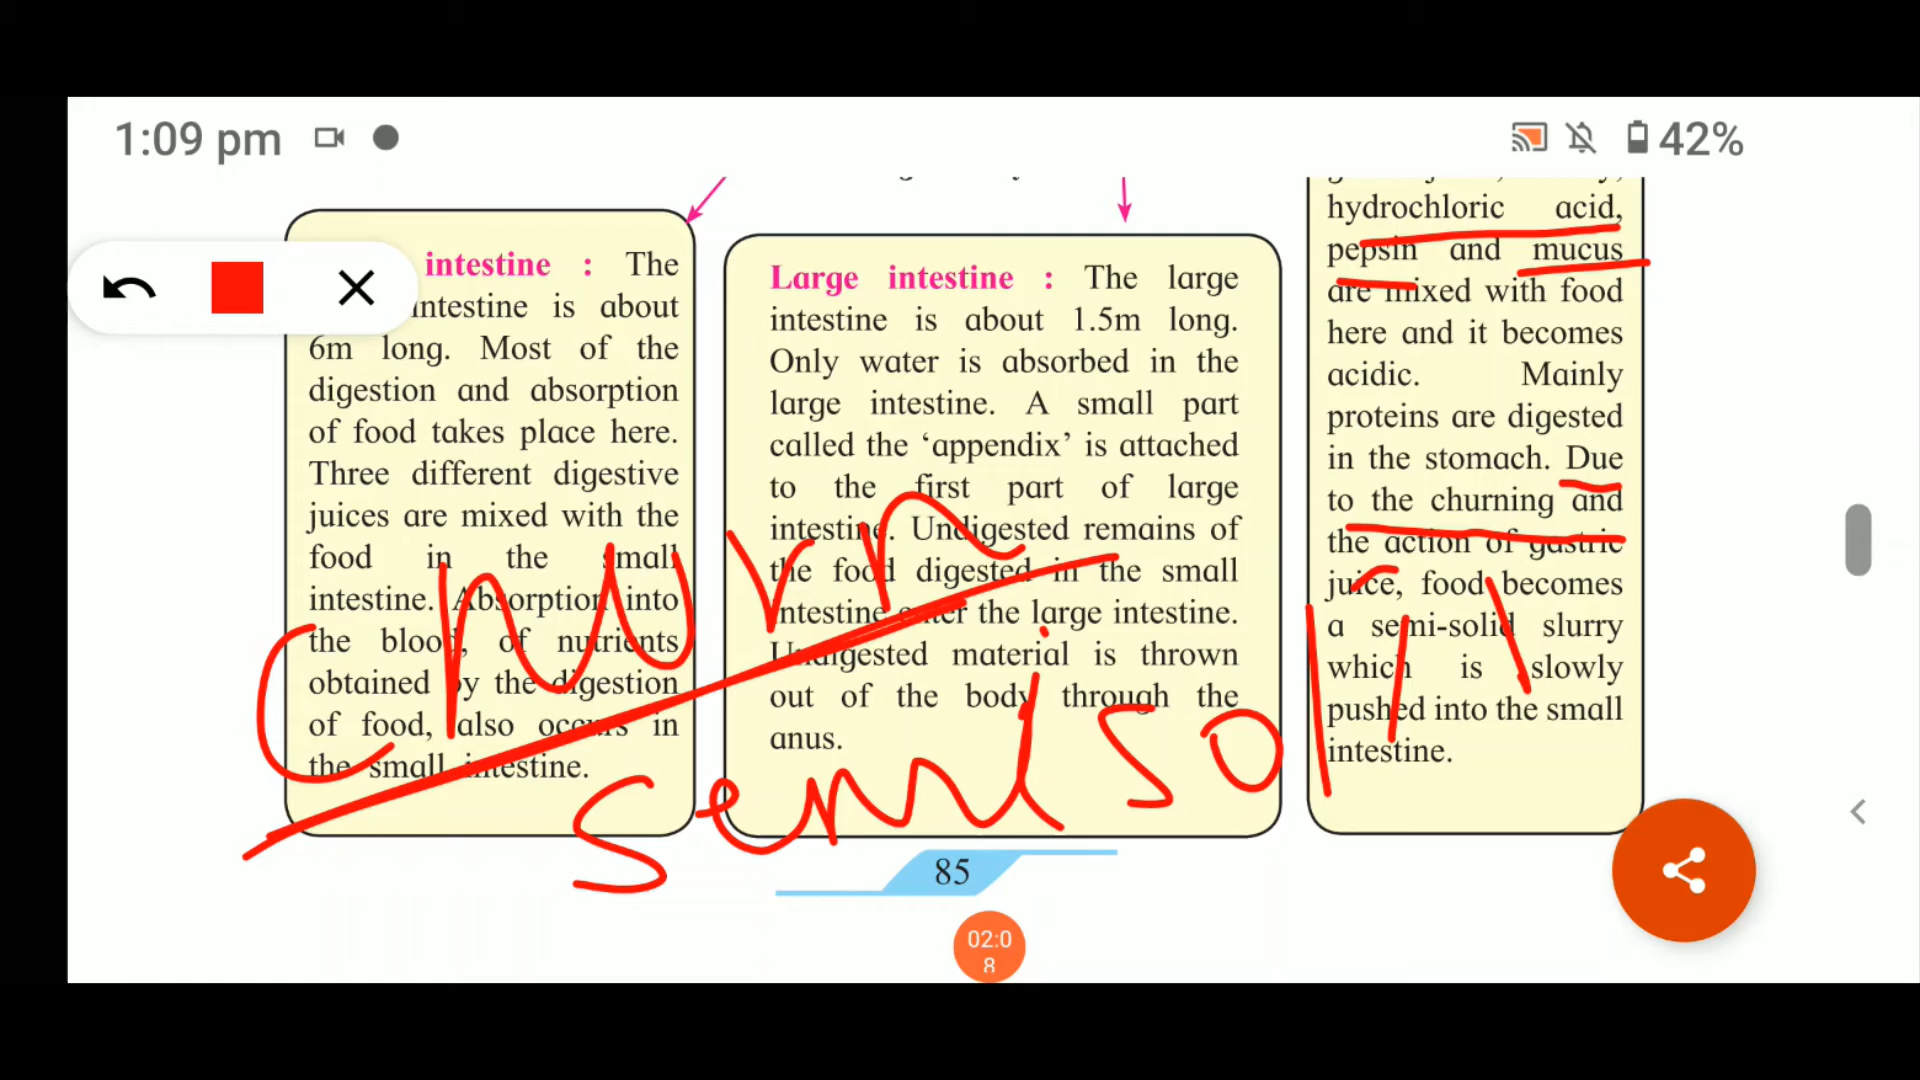 1:09 pm
42%
intestine : The
intestine is about
6m long. Most of the
digestion and absorption
of food takes place here.
Three different digestive
juices are mixed with the
food in the small
intestine. Absorption into
the blood, of nutrients
obtained by the digestion
of food, also occurs in
the small intestine.
Large intestine : The large
intestine is about 1.5m long.
Only water is absorbed in the
large intestine. A small part
called the ‘appendix’ is attached
to the first part of large
intestine. Undigested remains of
the food digested in the small
intestine enter the large intestine.
Undigested material is thrown
out of the body through the
anus.
hydrochloric acid,
pepsin and mucus
are mixed with food
here and it becomes
acidic. Mainly
proteins are digested
in the stomach. Due
to the churning and
the action of gastric
juice, food becomes
a semi-solid slurry
which is slowly
pushed into the small
intestine.
churn
semi sol
85
02:0
8